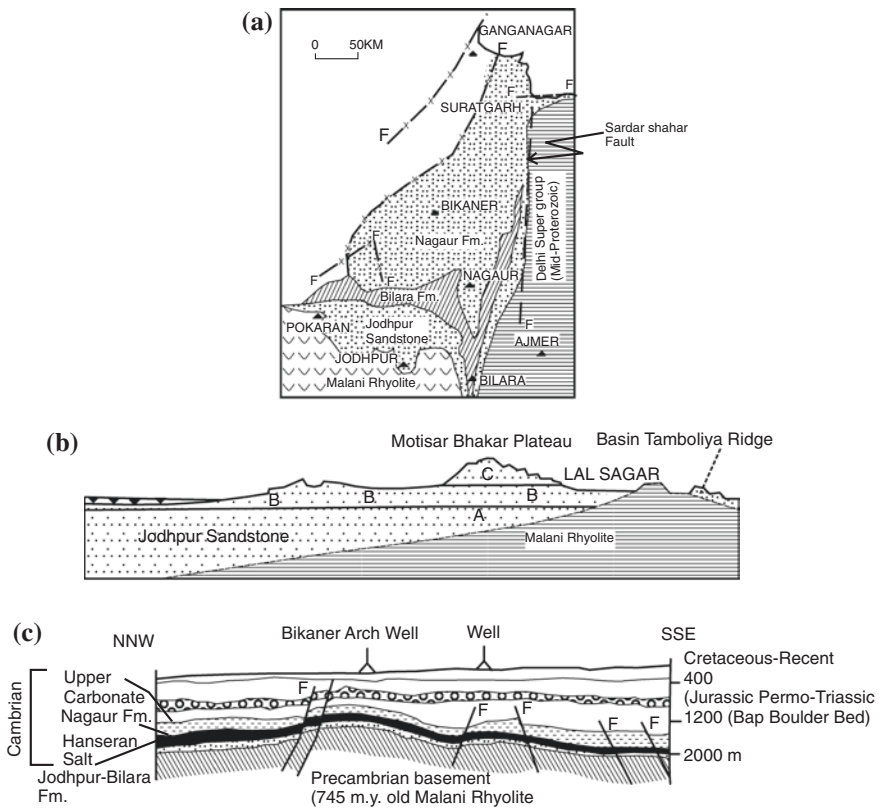 (a)
0 50KM
GANGANAGAR
F
F
SURATGARH
F
Sardar shahar
Fault
BIKANER
Nagaur Fm.
Delhi Super group
(Mid-Proterozoic)
F
F
F
NAGAUR
Bilara Fm.
F
POKARAN
Jodhpur
Sandstone
AJMER
JODHPUR
Malani Rhyolite
BILARA
(b)
Motisar Bhakar Plateau
Basin Tamboliya Ridge
C
LAL SAGAR
B
B
B
A
Jodhpur Sandstone
Malani Rhyolite
(c)
NNW
Bikaner Arch Well
Well
SSE
Cretaceous-Recent
Cambrian
Upper
Carbonate
Nagaur Fm.
Hanseran
Salt
Jodhpur-Bilara
Fm.
F
F
F
F
F
400
(Jurassic Permo-Triassic
1200 (Bap Boulder Bed)
2000 m
Precambrian basement
(745 m.y. old Malani Rhyolite